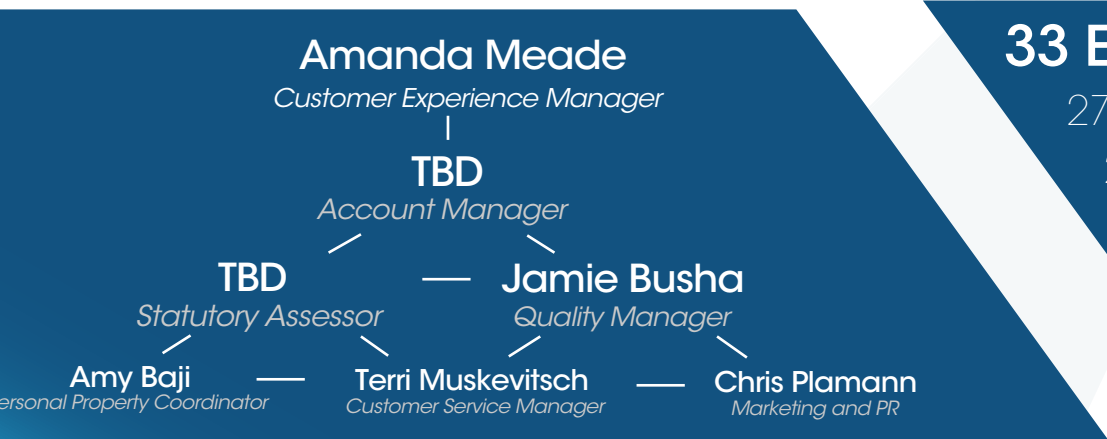 Amanda Meade
Customer Experience Manager
33
27
TBD
Account Manager
TBD
Jamie Busha
Statutory Assessor
Quality Manager
Amy Baji
Terri Muskevitsch
Chris Plamann
ersonal Property Coordinator
Customer Service Manager
Marketing and PR